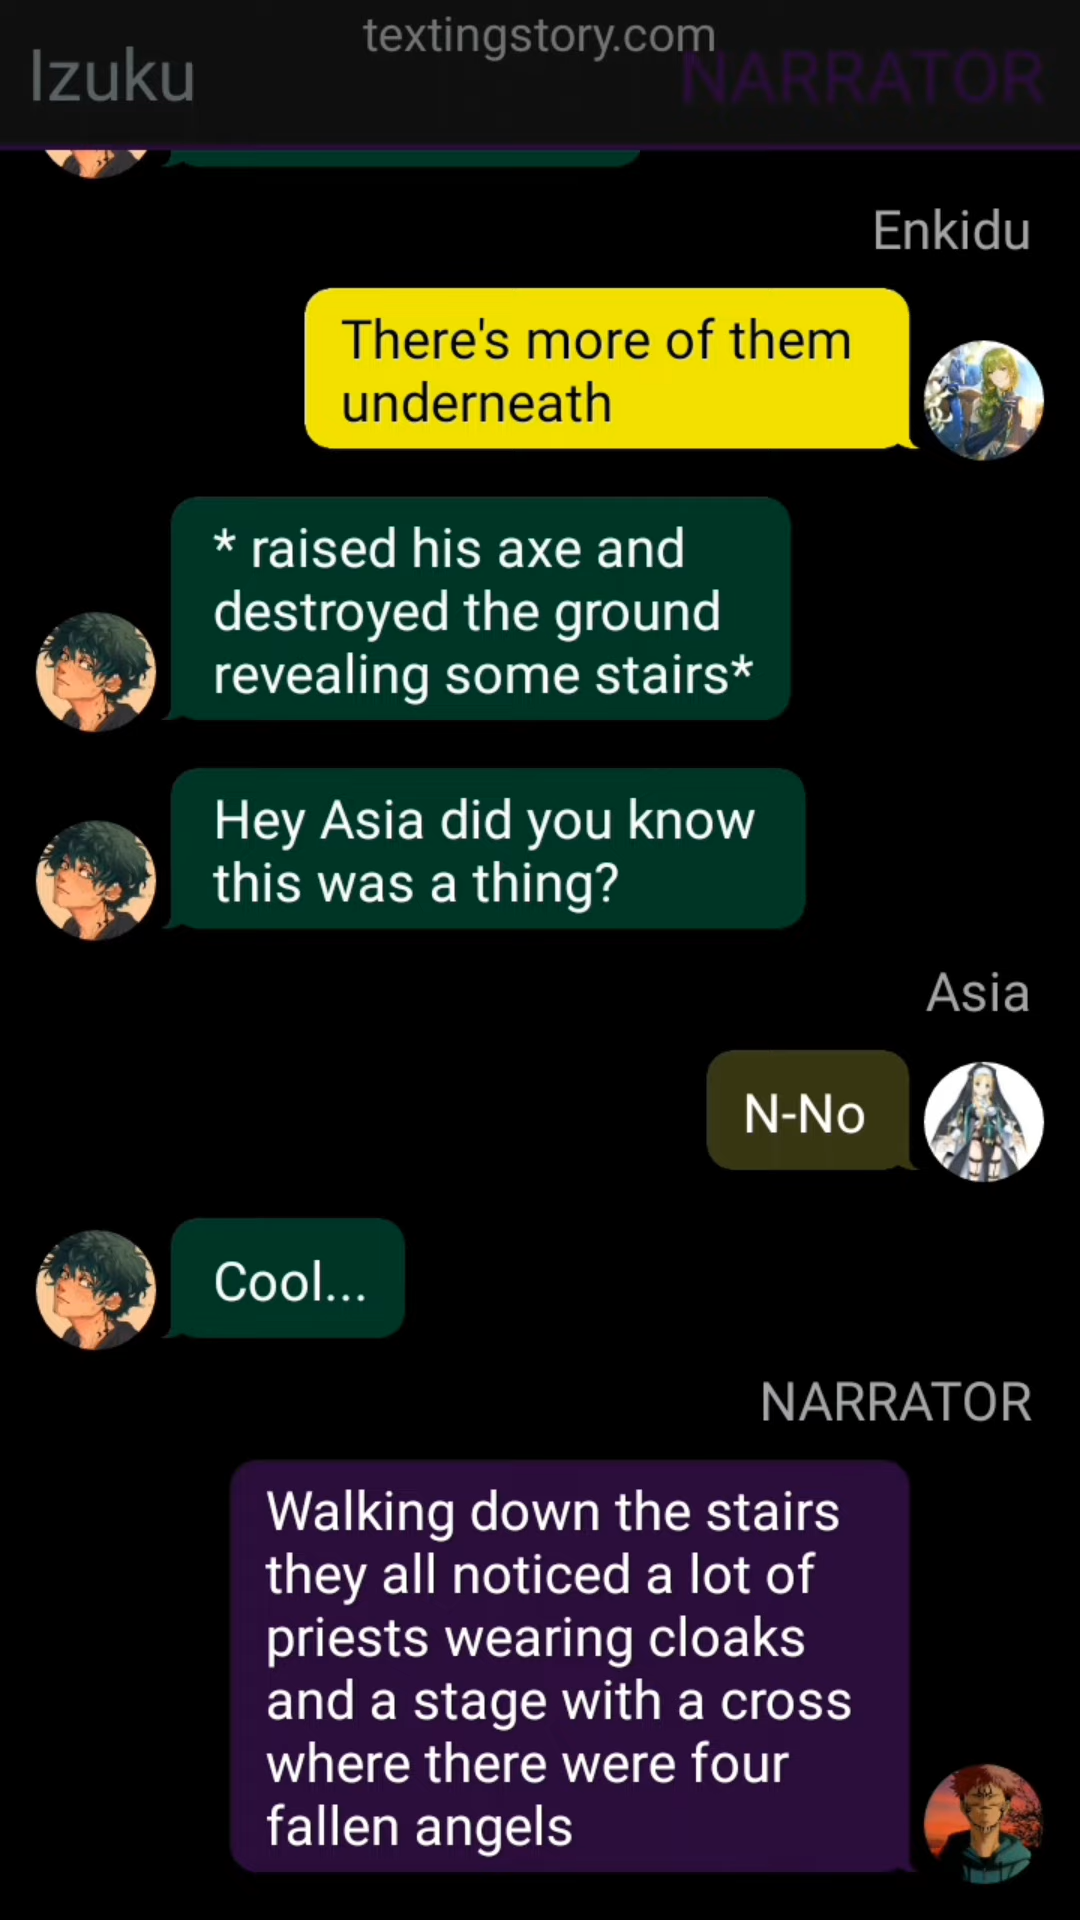 textingstory.com
Izuku
NARRATOR
Enkidu
There's more of them
underneath
* raised his axe and
destroyed the ground
revealing some stairs*
Hey Asia did you know
this was a thing?
Asia
N-No
Cool...
NARRATOR
Walking down the stairs
they all noticed a lot of
priests wearing cloaks
and a stage with a cross
where there were four
fallen angels